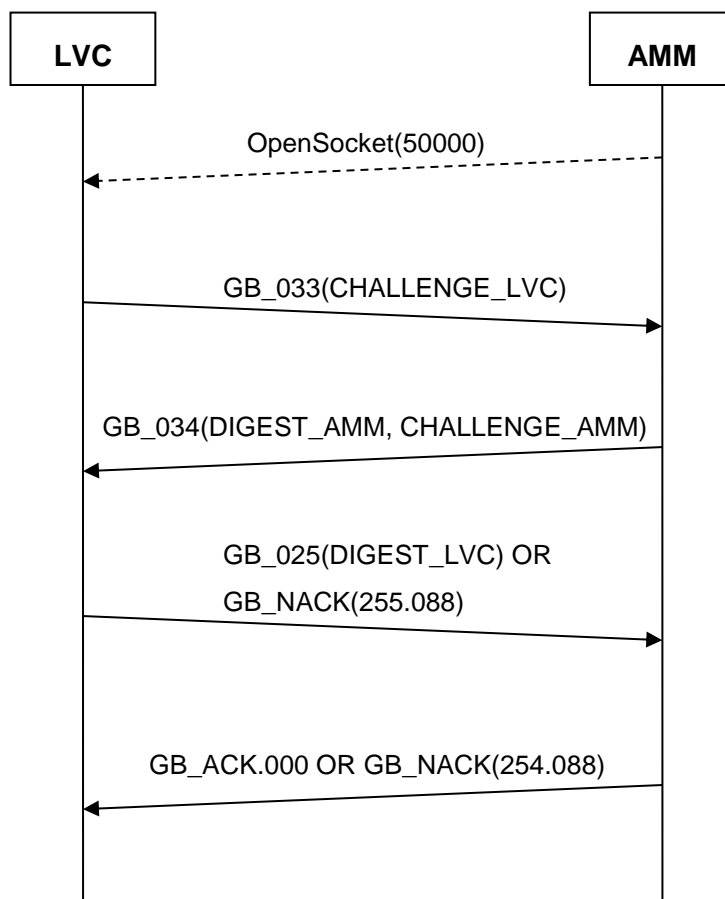 LVC
AMM
OpenSocket(50000)
GB_033(CHALLENGE_LVC)
GB_034(DIGEST_AMM, CHALLENGE_AMM)
GB_025(DIGEST_LVC) OR
GB_NACK(255.088)
GB_ACK.000 OR GB_NACK(254.088)